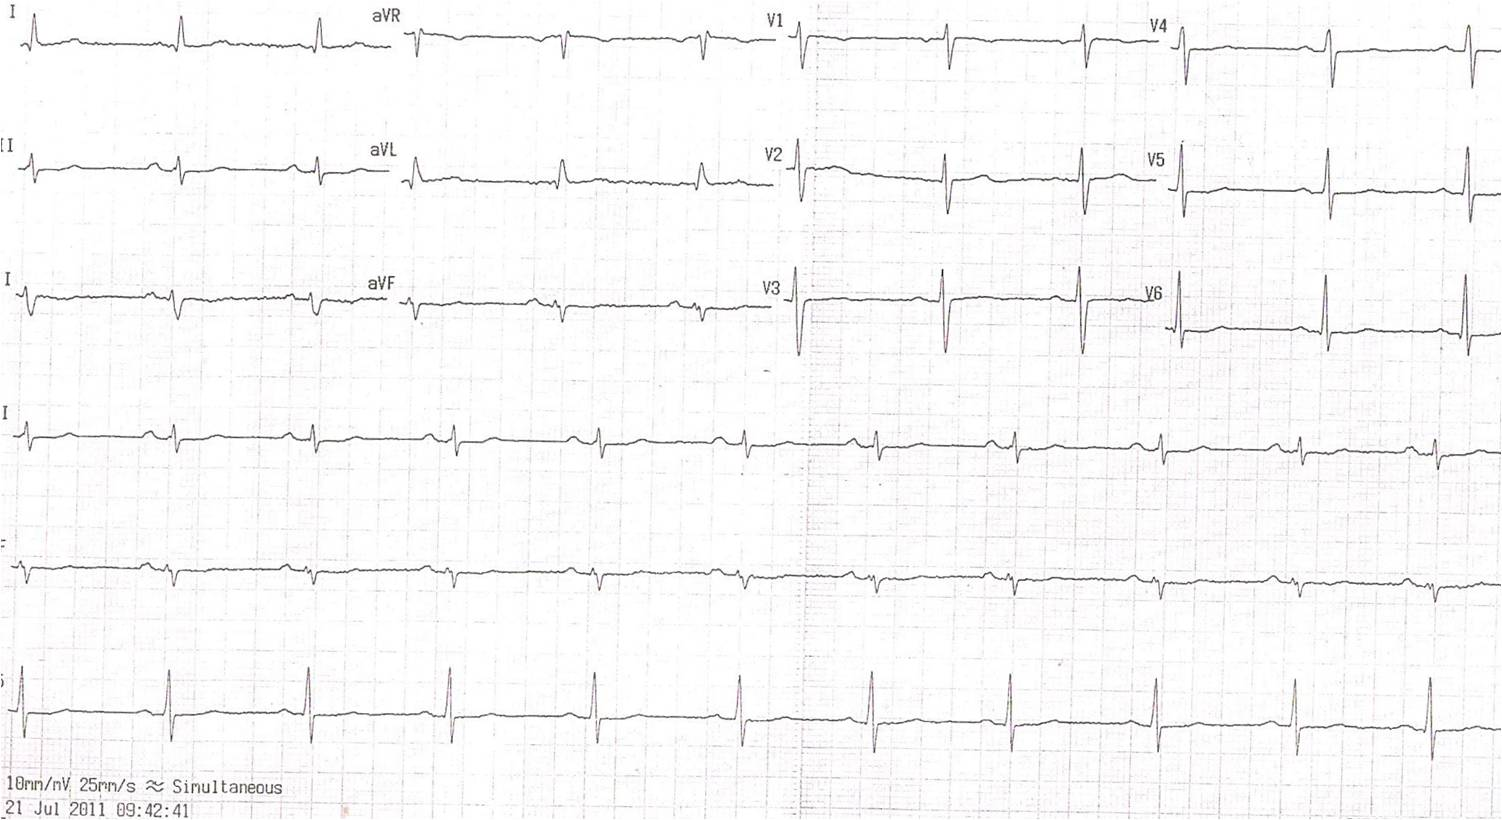 I
aVR
V1
V4
II
aVL
V2
V5
I
aVF
V3
V6
I
10mm/mV 25mm/s ≈ Simultaneous
21 Jul 2011 09:42:41